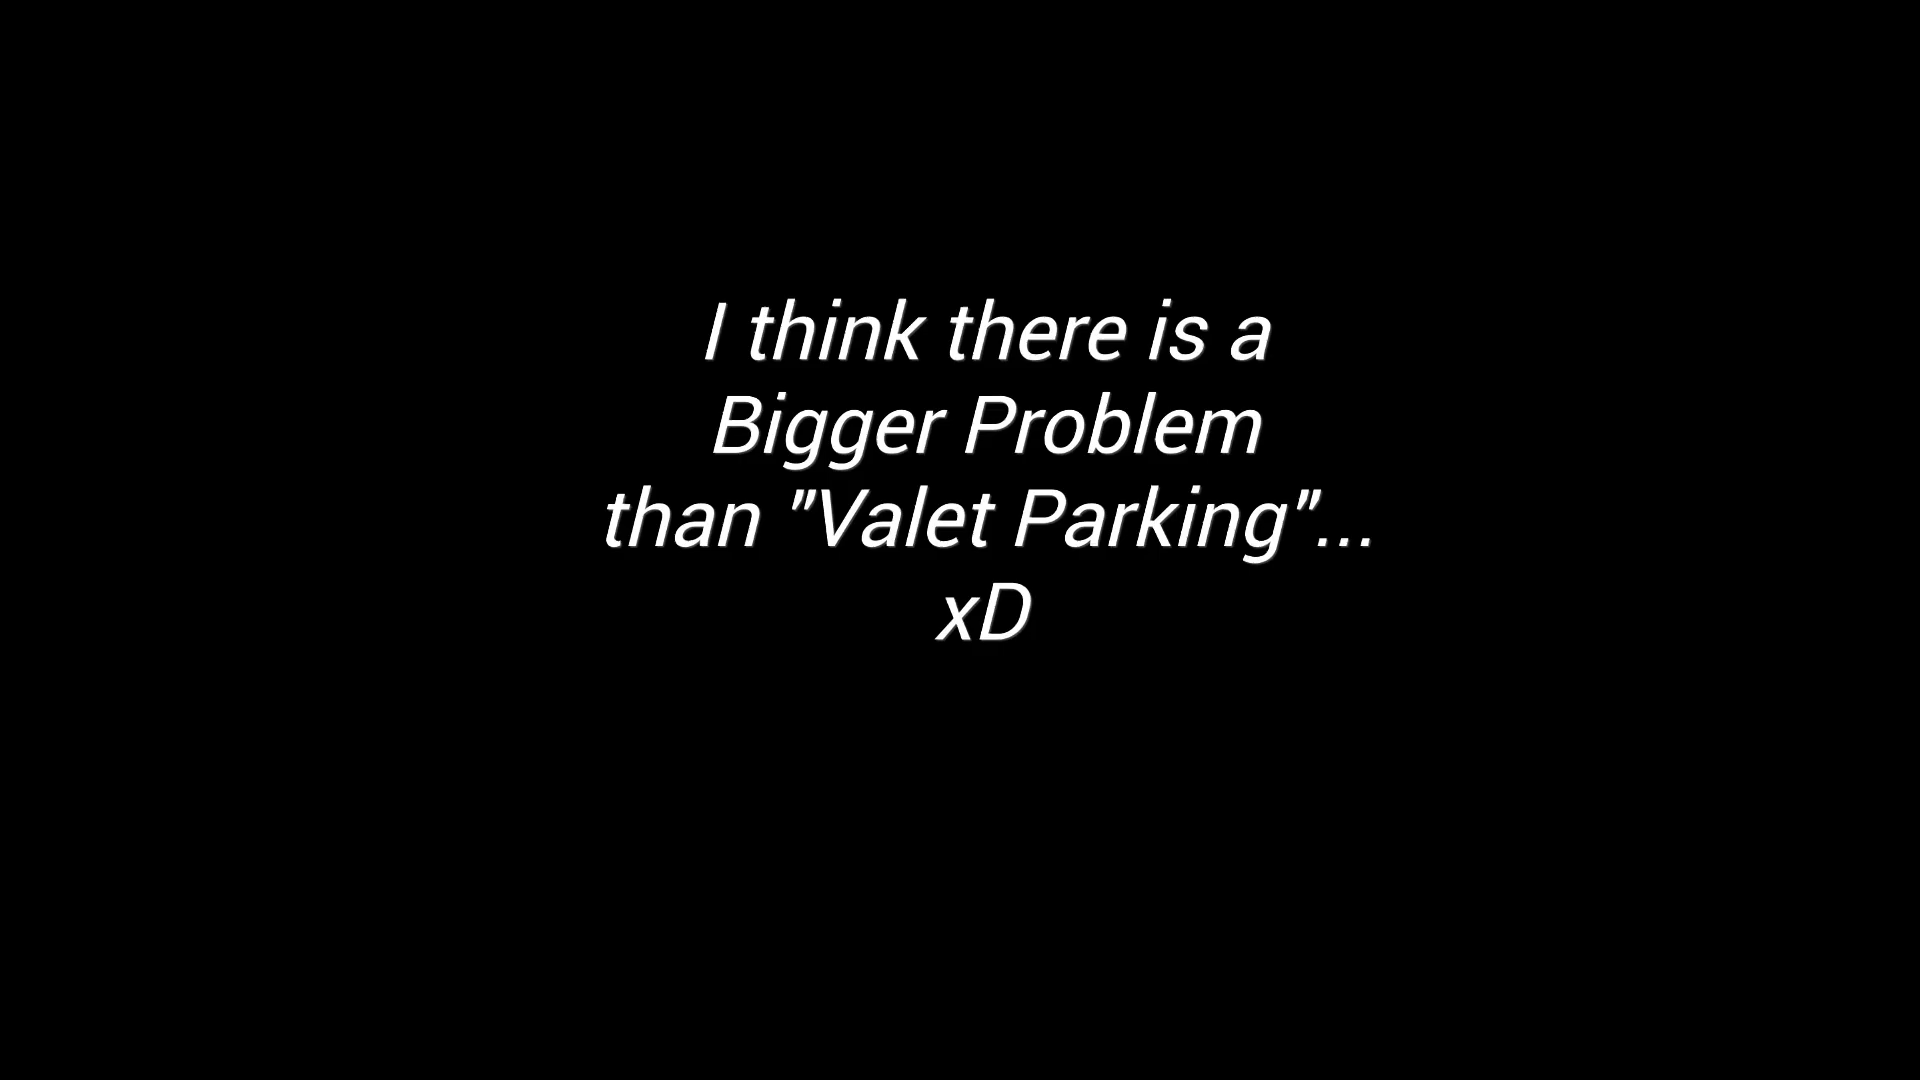 I think there is a
Bigger Problem
than "Valet Parking"...
xD